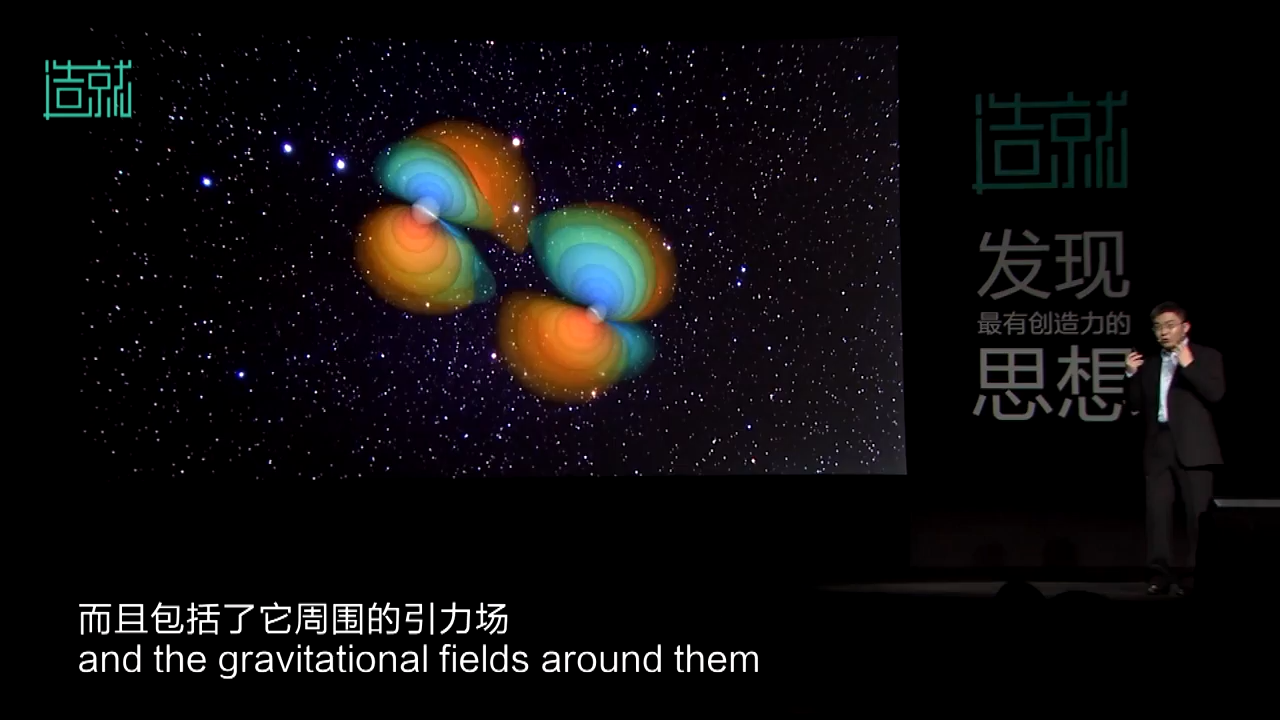 造就
造就
发现
最有创造力的
思想
而且包括了它周围的引力场
and the gravitational fields around them